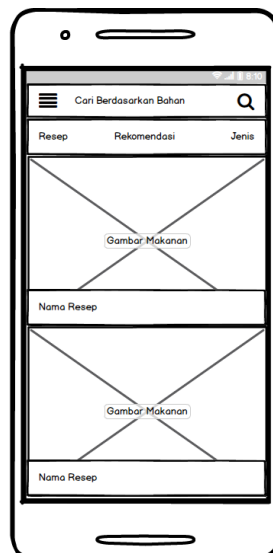 8:10
Cari Berdasarkan Bahan
Resep Rekomendasi Jenis
Gambar Makanan
Nama Resep
Gambar Makanan
Nama Resep